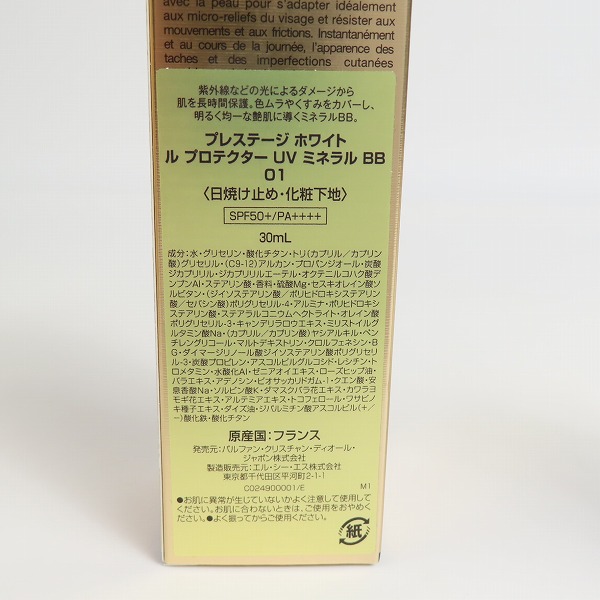 avec la peau pour s'adapter idéalement
aux micro-reliefs du visage et résister aux
mouvements et aux frictions. Instantanément
et au cours de la journée, l'apparence des
taches et des imperfections cutanées
紫外線などの光によるダメージから
肌を長時間保護。色ムラやくすみをカバーし、
明るく均一な艶肌に導くミネラルBB。
プレステージ ホワイト
ル プロテクター UV ミネラル BB
01
〈日焼け止め・化粧下地〉
SPF50+/PA++++
30mL
成分:水・グリセリン・酸化チタン・トリ(カプリル/カプリン
酸)グリセリル・(C9-12)アルカン・プロパンジオール・炭酸
ジカプリリル・ジカプリリルエーテル・オクテニルコハク酸デ
ンプンAl・ステアリン酸・香料・硫酸Mg・セスキオレイン酸ソ
ルビタン・(ジイソステアリン酸/ポリヒドロキシステアリン
酸/セバシン酸)ポリグリセリル-4・アルミナ・ポリヒドロキシ
ステアリン酸・ステアラルコニウムヘクトライト・オレイン酸
ポリグリセリル-3・キャンデリラロウエキス・ミリストイルグ
ルタミン酸Na・(カプリル/カプリン酸)ヤシアルキル・ペン
チレングリコール・マルトデキストリン・クロルフェネシン・B
G・ダイマージリノール酸ジイソステアリン酸ポリグリセリ
ル-3・炭酸プロピレン・アスコルビルグルコシド・レシチン・ト
ロメタミン・水酸化Al・ゼニアオイエキス・ローズヒップ油・
バラエキス・アデノシン・ビオサッカリドガム-1・クエン酸・安
息香酸Na・ソルビン酸K・ダマスクバラ花エキス・カワラヨ
モギ花エキス・アルテミアエキス・トコフェロール・ワサビノ
キ種子エキス・ダイズ油・ジパルミチン酸アスコルビル(+/
-)酸化鉄・酸化チタン
原産国:フランス
発売元:パルファン・クリスチャン・ディオール・
ジャポン株式会社
製造販売元:エル・シー・エス株式会社
東京都千代田区平河町2-1-1
C024900001/E M1
●お肌に異常が生じていないかよく注意して使用して
ください。お肌に合わないときは、ご使用をおやめく
ださい。●よく振ってからご使用ください。
紙